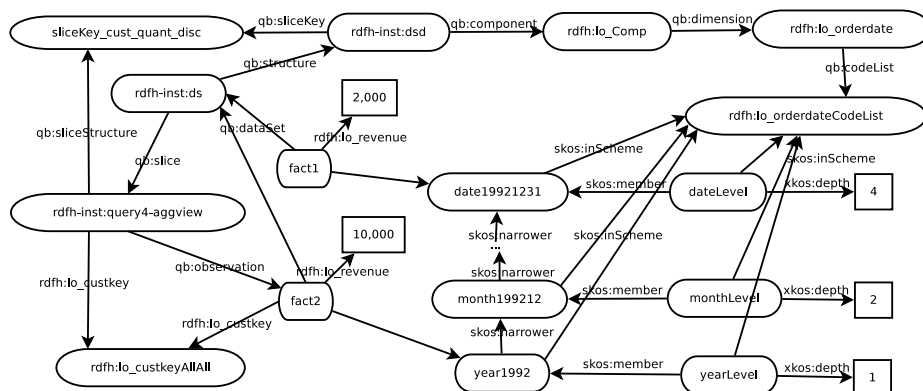 sliceKey_cust_quant_disc
qb:sliceKey
rdfh-inst:dsd
qb:component
rdfh:lo_Comp
qb:dimension
rdfh:lo_orderdate
qb:structure
qb:codeList
rdfh-inst:ds
2,000
qb:sliceStructure
qb:dataSet
rdfh:lo_revenue
rdfh:lo_orderdateCodeList
qb:slice
fact1
skos:inScheme
skos:inScheme
date19921231
skos:member
dateLevel
xkos:depth
4
rdfh-inst:query4-aggview
10,000
skos:narrower
...
skos:inScheme
qb:observation
rdfh:lo_revenue
skos:narrower
rdfh:lo_custkey
fact2
month199212
skos:member
monthLevel
xkos:depth
2
rdfh:lo_custkey
skos:narrower
rdfh:lo_custkeyAllAll
year1992
skos:member
yearLevel
xkos:depth
1